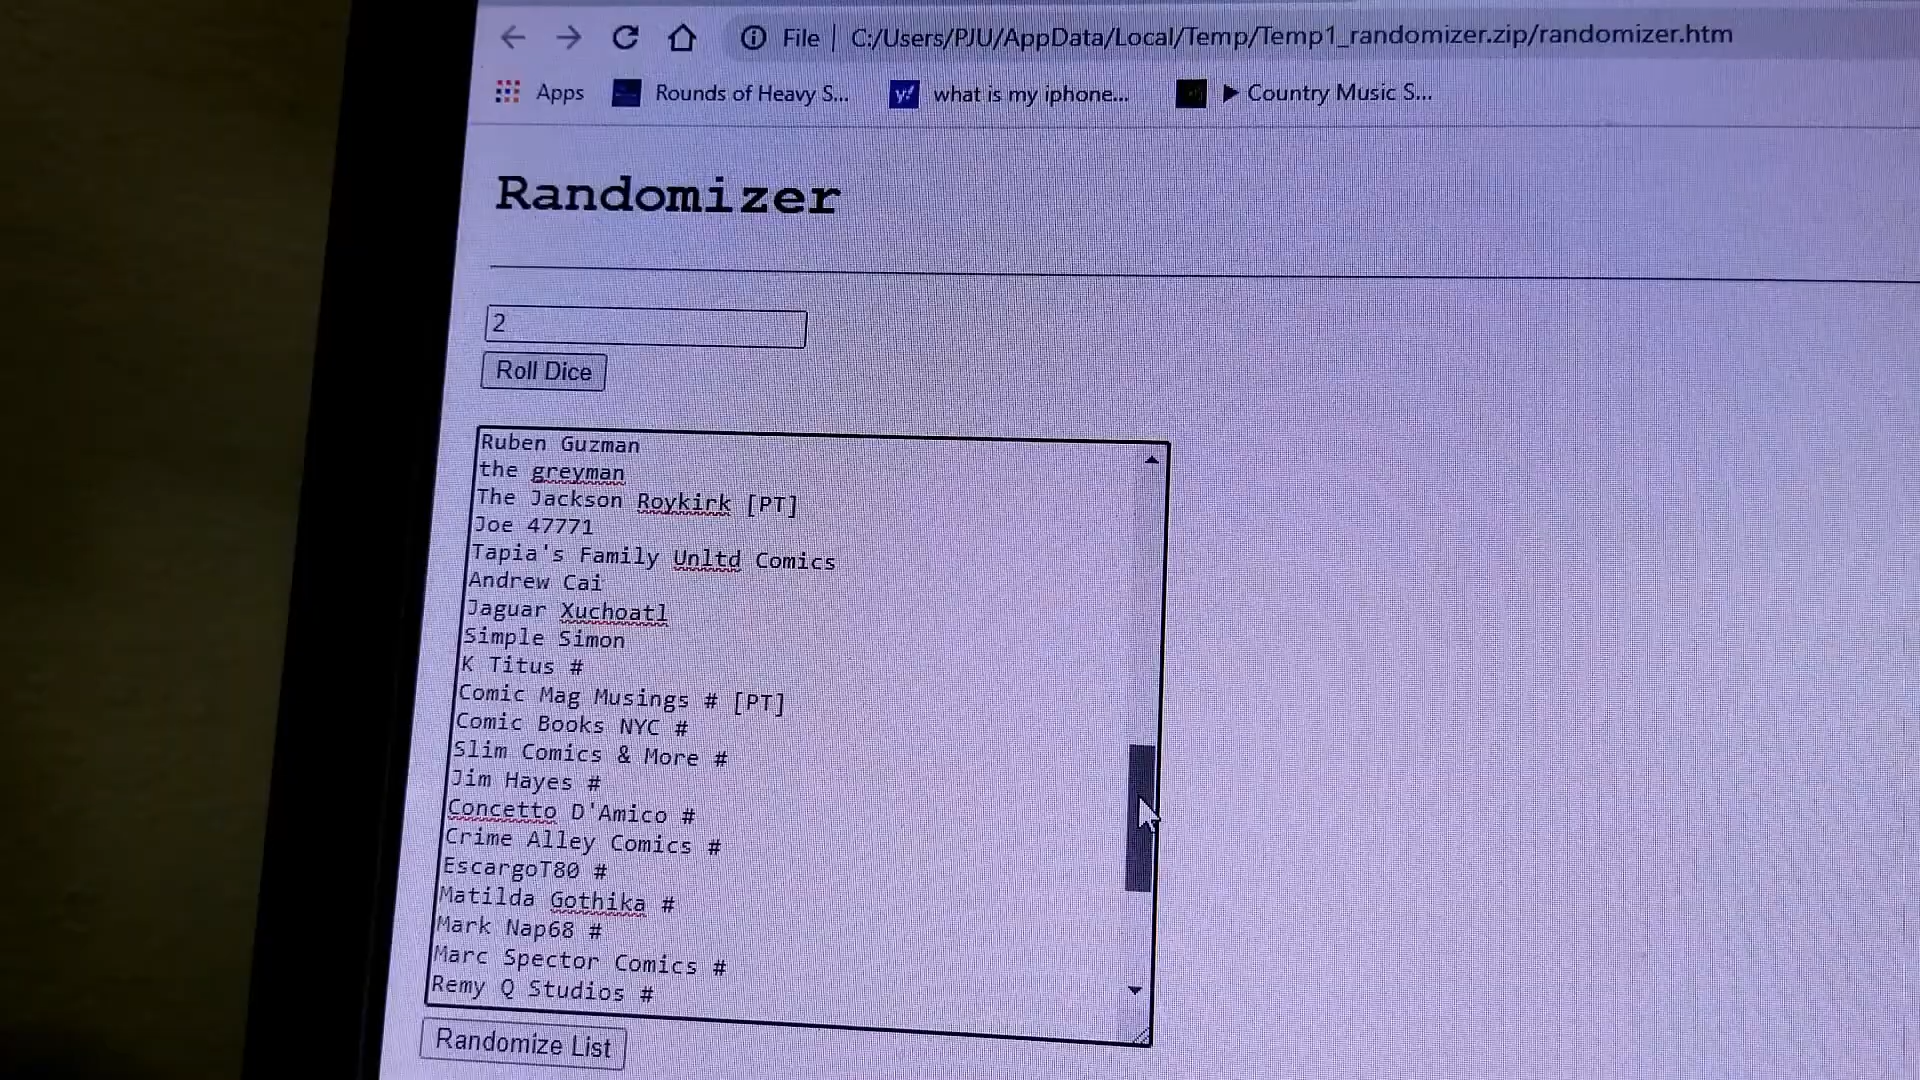 File | C:/Users/PJU/AppData/Local/Temp/Temp1_randomizer.zip/randomizer.htm
Apps Rounds of Heavy S... what is my iphone... ▶ Country Music S...
Randomizer
2
Roll Dice
Ruben Guzman
the greyman
The Jackson Roykirk [PT]
Joe 47771
Tapia's Family Unltd Comics
Andrew Cai
Jaguar Xuchoatl
Simple Simon
K Titus #
Comic Mag Musings # [PT]
Comic Books NYC #
Slim Comics & More #
Jim Hayes #
Concetto D'Amico #
Crime Alley Comics #
EscargoT80 #
Matilda Gothika #
Mark Nap68 #
Marc Spector Comics #
Remy Q Studios #
Randomize List